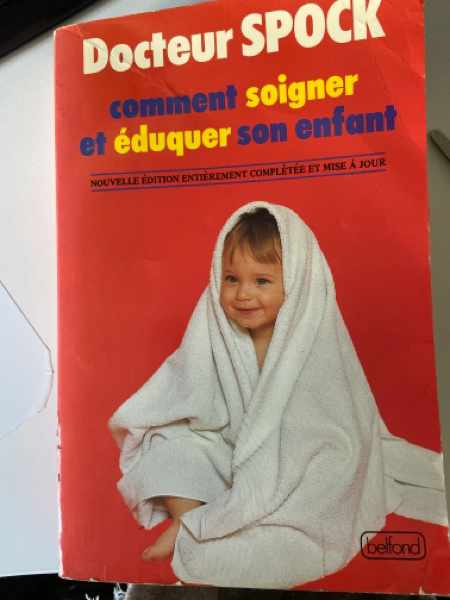 Docteur SPOCK
comment soigner
et éduquer son enfant
NOUVELLE ÉDITION ENTIÈREMENT COMPLÉTÉE ET MISE À JOUR
belfond